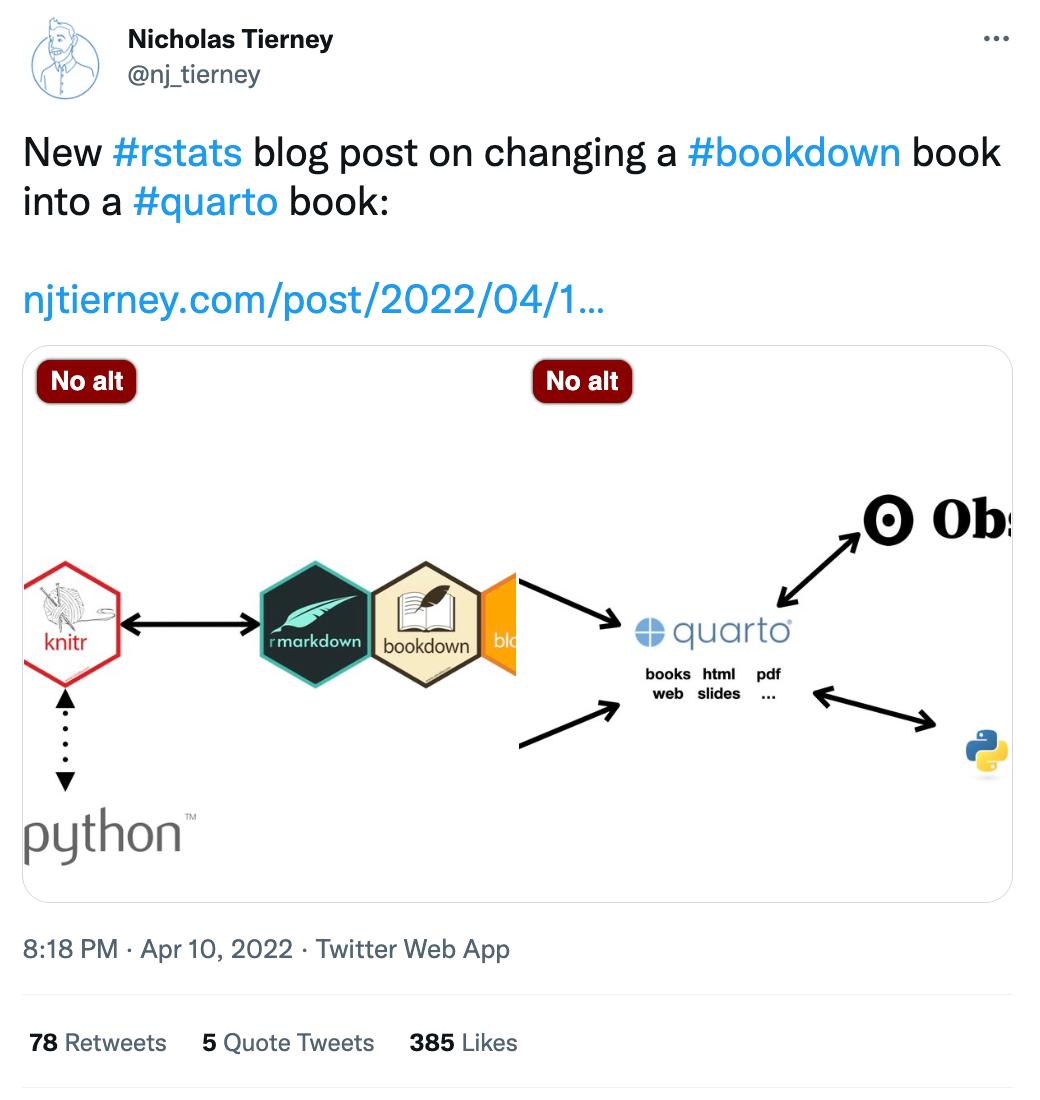 Nicholas Tierney
@nj_tierney
New #rstats blog post on changing a #bookdown book
into a #quarto book:
njtierney.com/post/2022/04/1...
No alt
No alt
Ob
knitr
rmarkdown
bookdown
blo
quarto
books html pdf
web slides ...
python™
8:18 PM · Apr 10, 2022 · Twitter Web App
78 Retweets 5 Quote Tweets 385 Likes